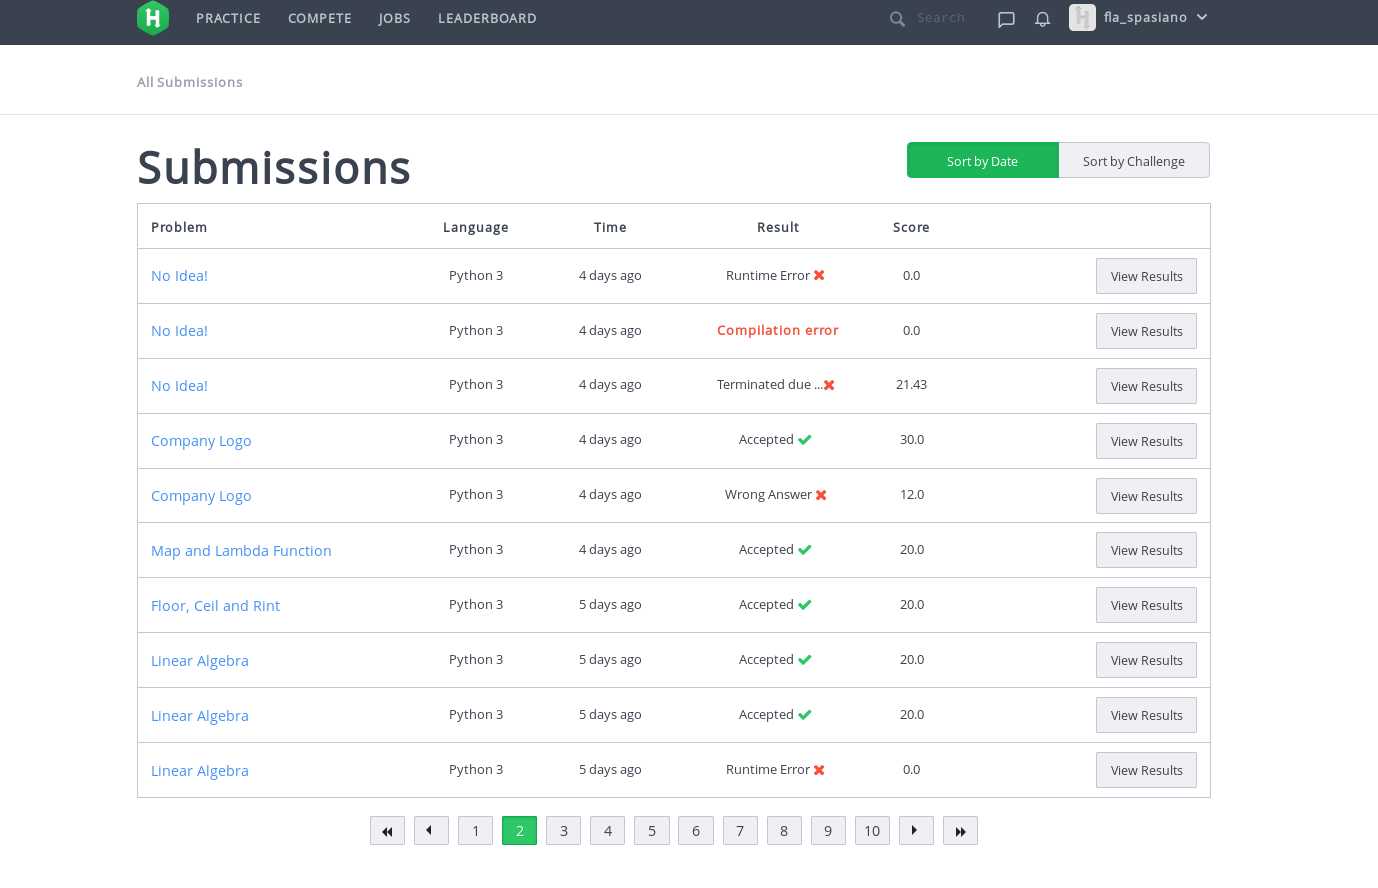 PRACTICE COMPETE JOBS LEADERBOARD Search fla_spasiano
All Submissions
Submissions Sort by Date Sort by Challenge
Problem Language Time Result Score
No Idea! Python 3 4 days ago Runtime Error 0.0 View Results
No Idea! Python 3 4 days ago Compilation error 0.0 View Results
No Idea! Python 3 4 days ago Terminated due ... 21.43 View Results
Company Logo Python 3 4 days ago Accepted 30.0 View Results
Company Logo Python 3 4 days ago Wrong Answer 12.0 View Results
Map and Lambda Function Python 3 4 days ago Accepted 20.0 View Results
Floor, Ceil and Rint Python 3 5 days ago Accepted 20.0 View Results
Linear Algebra Python 3 5 days ago Accepted 20.0 View Results
Linear Algebra Python 3 5 days ago Accepted 20.0 View Results
Linear Algebra Python 3 5 days ago Runtime Error 0.0 View Results
1 2 3 4 5 6 7 8 9 10